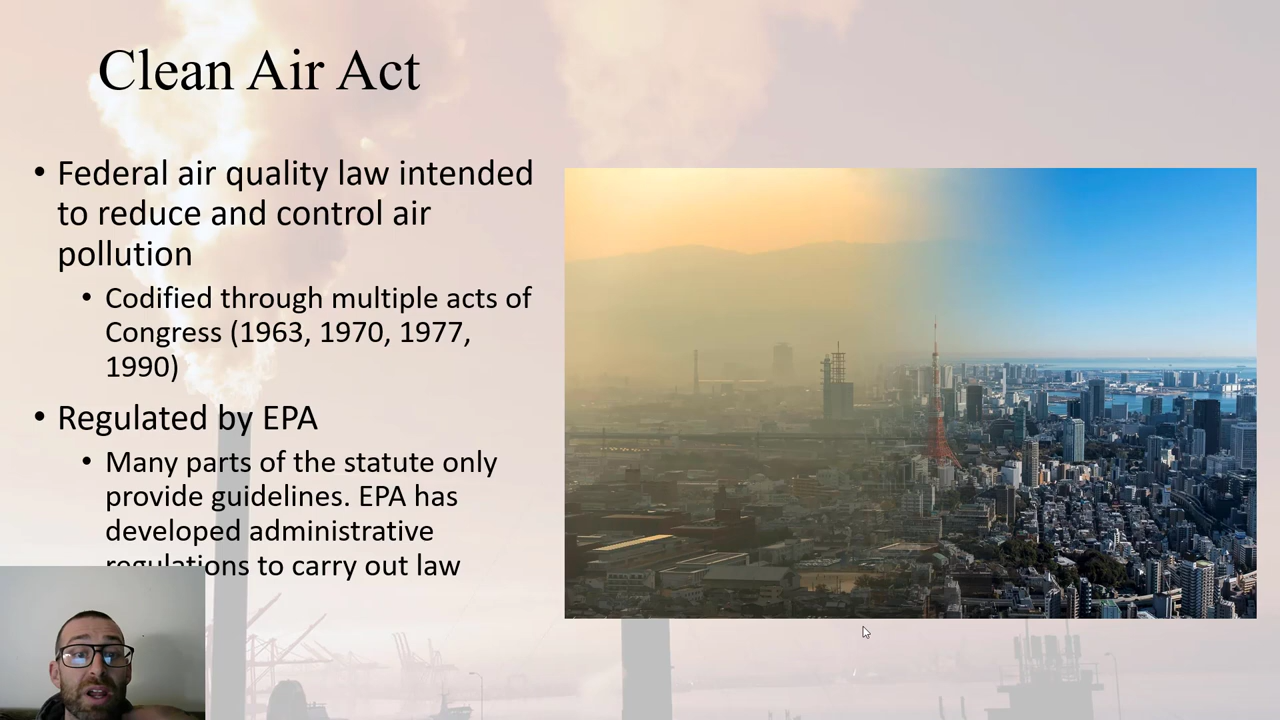 Clean Air Act
• Federal air quality law intended
to reduce and control air
pollution
• Codified through multiple acts of
Congress (1963, 1970, 1977,
1990)
• Regulated by EPA
• Many parts of the statute only
provide guidelines. EPA has
developed administrative
regulations to carry out law